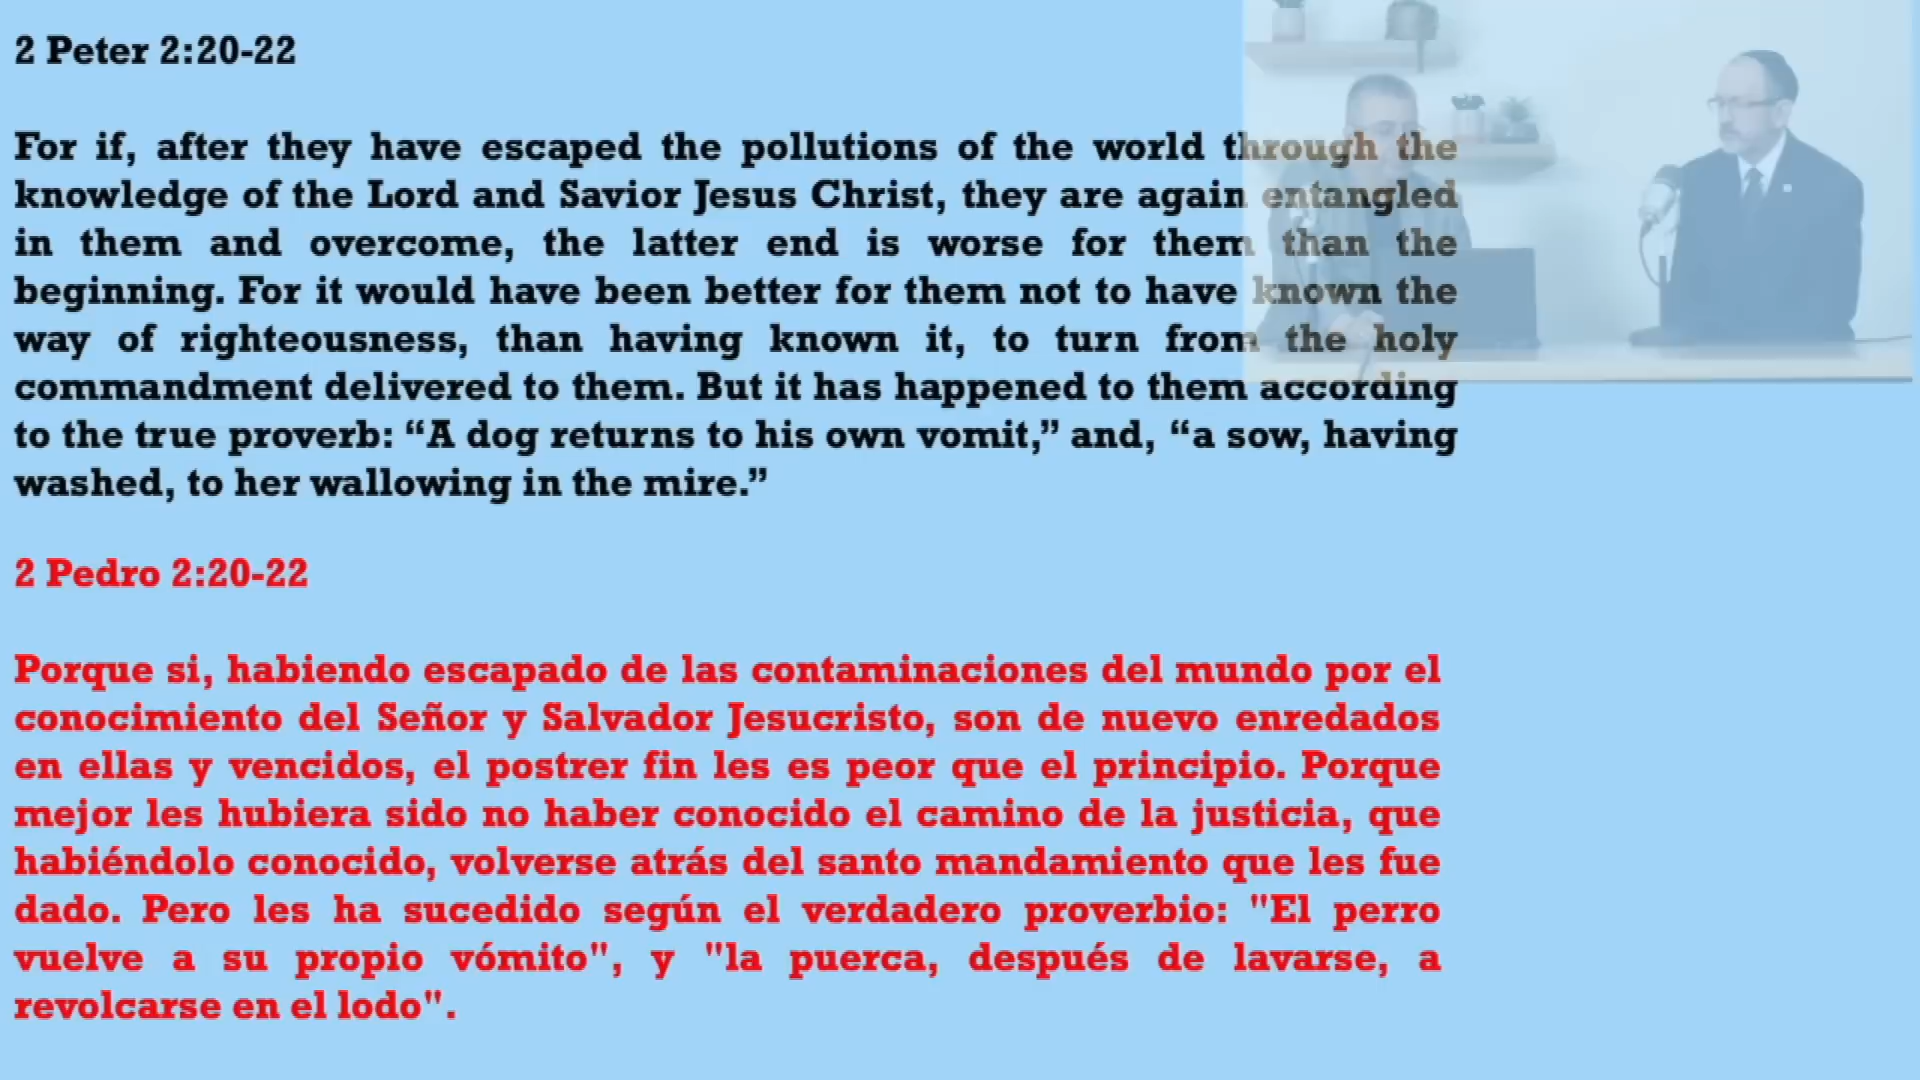 2 Peter 2:20-22
For if, after they have escaped the pollutions of the world through the
knowledge of the Lord and Savior Jesus Christ, they are again entangled
in them and overcome, the latter end is worse for them than the
beginning. For it would have been better for them not to have known the
way of righteousness, than having known it, to turn from the holy
commandment delivered to them. But it has happened to them according
to the true proverb: “A dog returns to his own vomit,” and, “a sow, having
washed, to her wallowing in the mire.”
2 Pedro 2:20-22
Porque si, habiendo escapado de las contaminaciones del mundo por el
conocimiento del Señor y Salvador Jesucristo, son de nuevo enredados
en ellas y vencidos, el postrer fin les es peor que el principio. Porque
mejor les hubiera sido no haber conocido el camino de la justicia, que
habiéndolo conocido, volverse atrás del santo mandamiento que les fue
dado. Pero les ha sucedido según el verdadero proverbio: "El perro
vuelve a su propio vómito", y "la puerca, después de lavarse, a
revolcarse en el lodo".